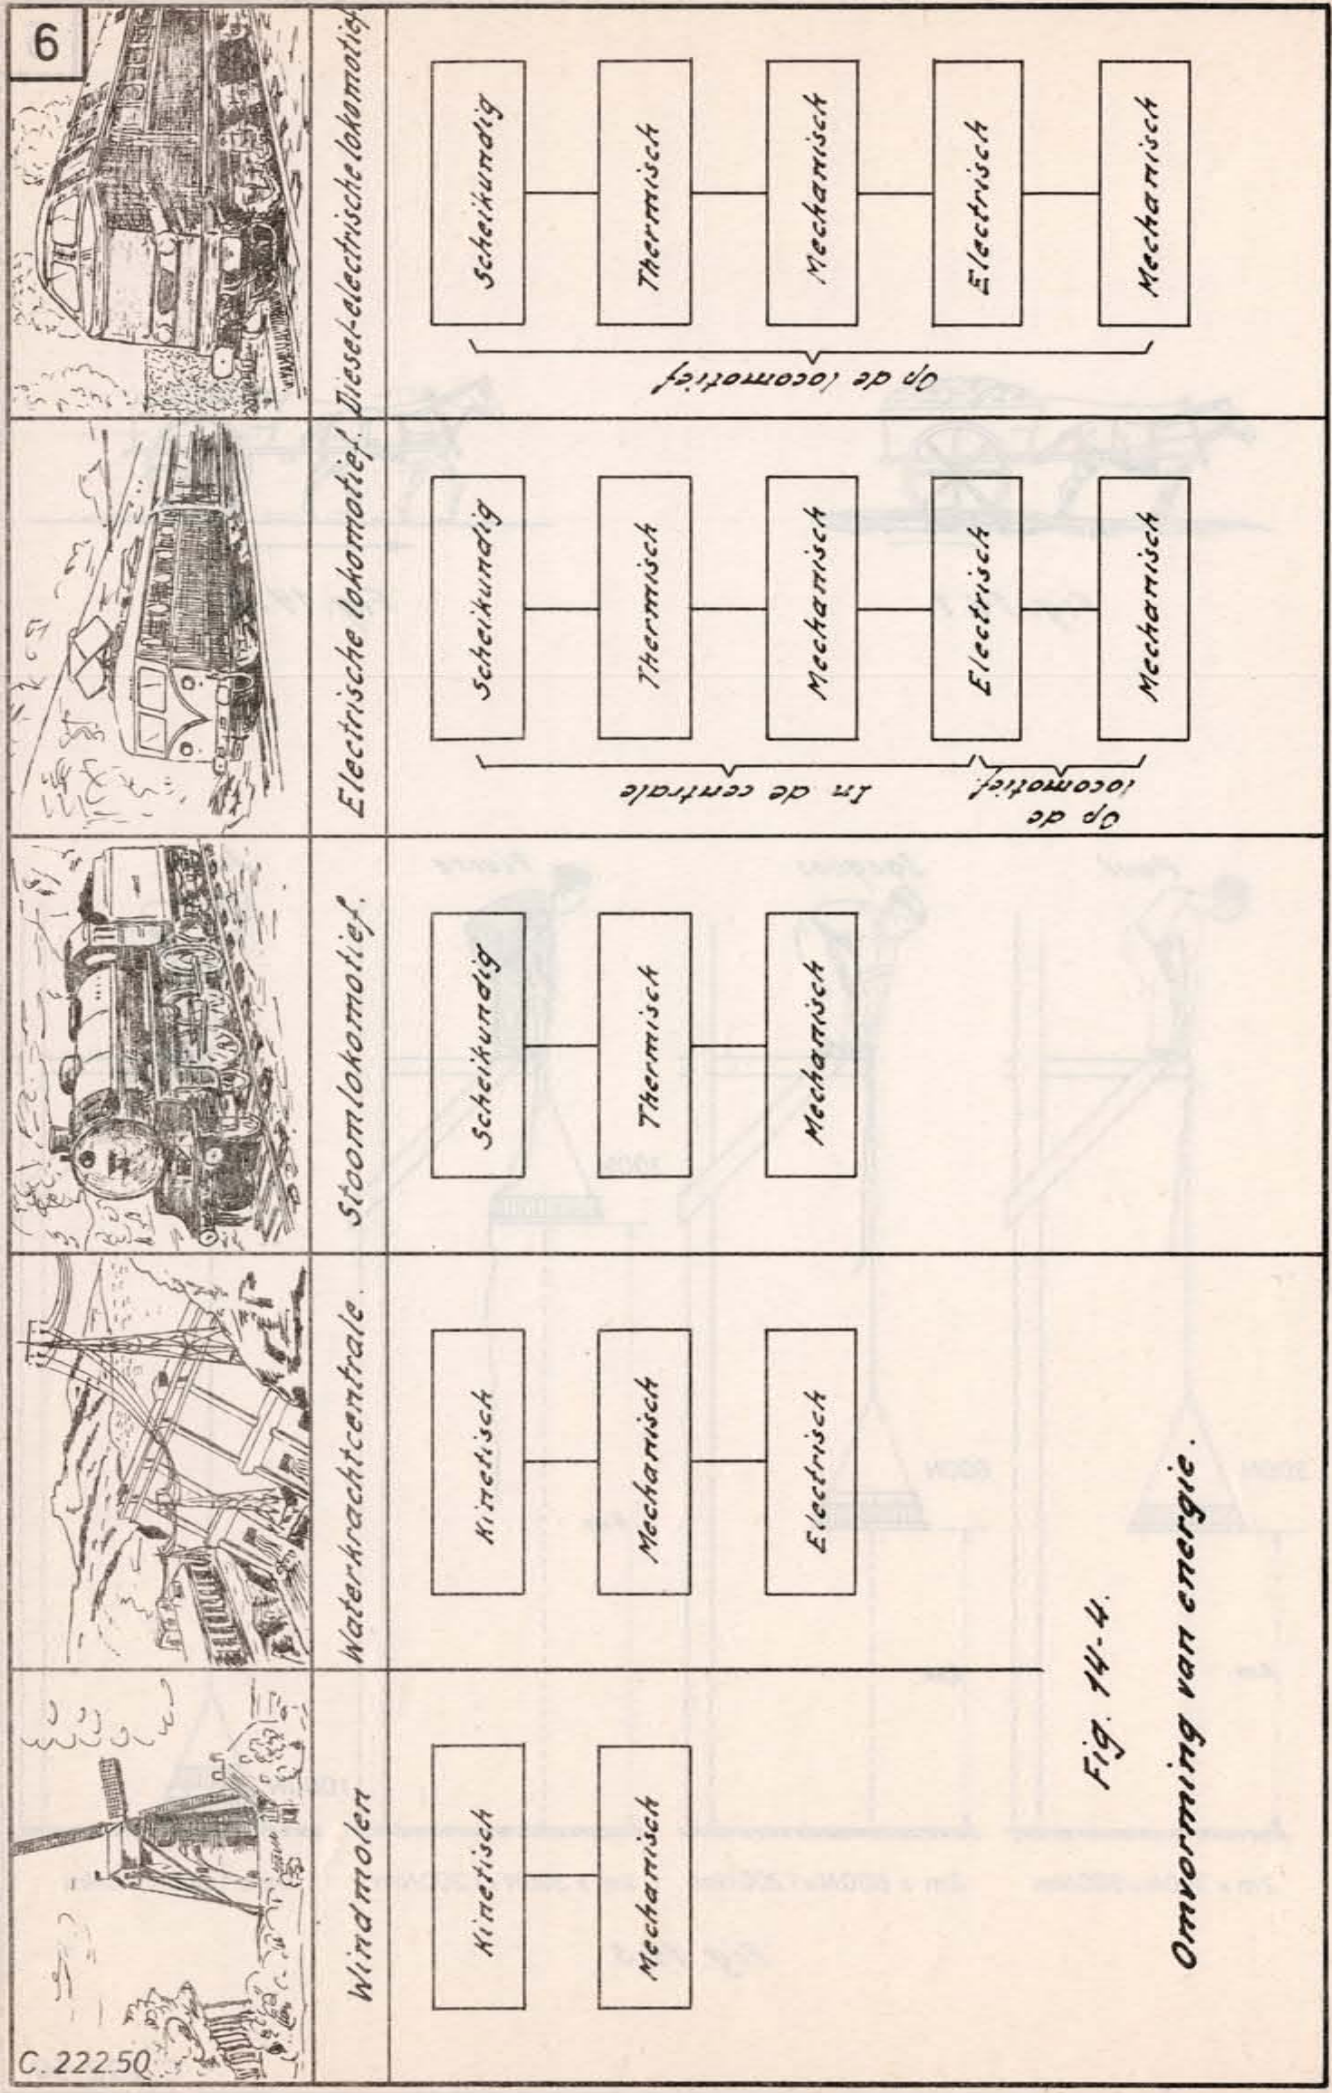 6
C. 22250
Windmolen
Kinetisch
Mechanisch
Waterkrachtcentrale.
Kinetisch
Mechanisch
Electrisch
Stoomlokomotief.
Scheikundig
Thermisch
Mechanisch
Electrische lokomotief.
Scheikundig
Thermisch
Mechanisch
Electrisch
Mechanisch
In de centrale
Op de
locomotief.
Diesel-electrische lokomotief
Scheikundig
Thermisch
Mechanisch
Electrisch
Mechanisch
Op de locomotief
Fig. 14-4.
Omvorming van energie.